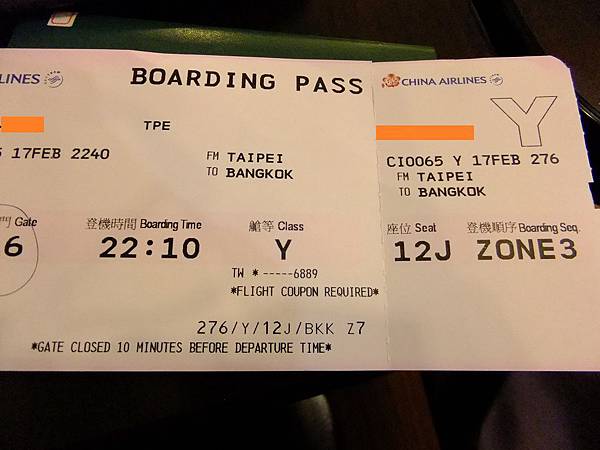 LINES
BOARDING PASS
TPE
17FEB 2240
FM TAIPEI
TO BANGKOK
門 Gate
登機時間 Boarding Time
艙等 Class
6
22:10
Y
TW *-----6889
*FLIGHT COUPON REQUIRED*
276/Y/12J/BKK Z7
*GATE CLOSED 10 MINUTES BEFORE DEPARTURE TIME*
CHINA AIRLINES
Y
CI0065 Y 17FEB 276
FM TAIPEI
TO BANGKOK
座位 Seat
登機順序 Boarding Seq.
12J
ZONE3